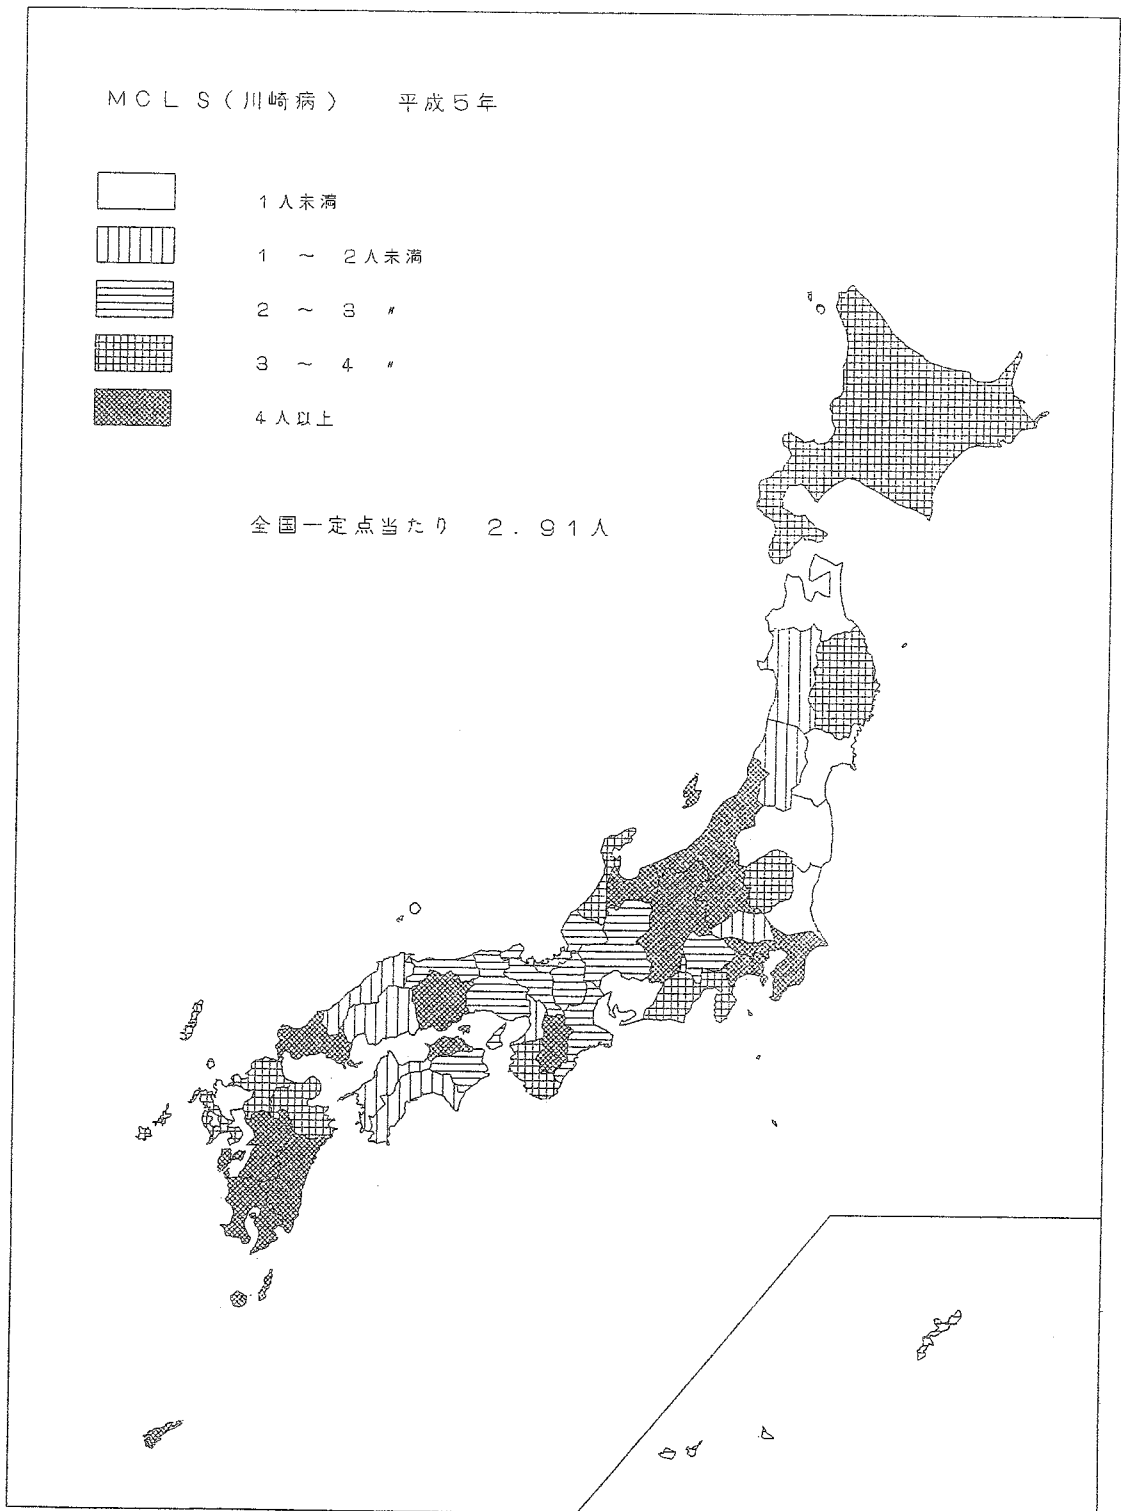 MCLS(川崎病) 平成5年
1人未満
1 ~ 2人未満
2 ~ 3 〃
3 ~ 4 〃
4人以上
全国一定点当たり 2.91人